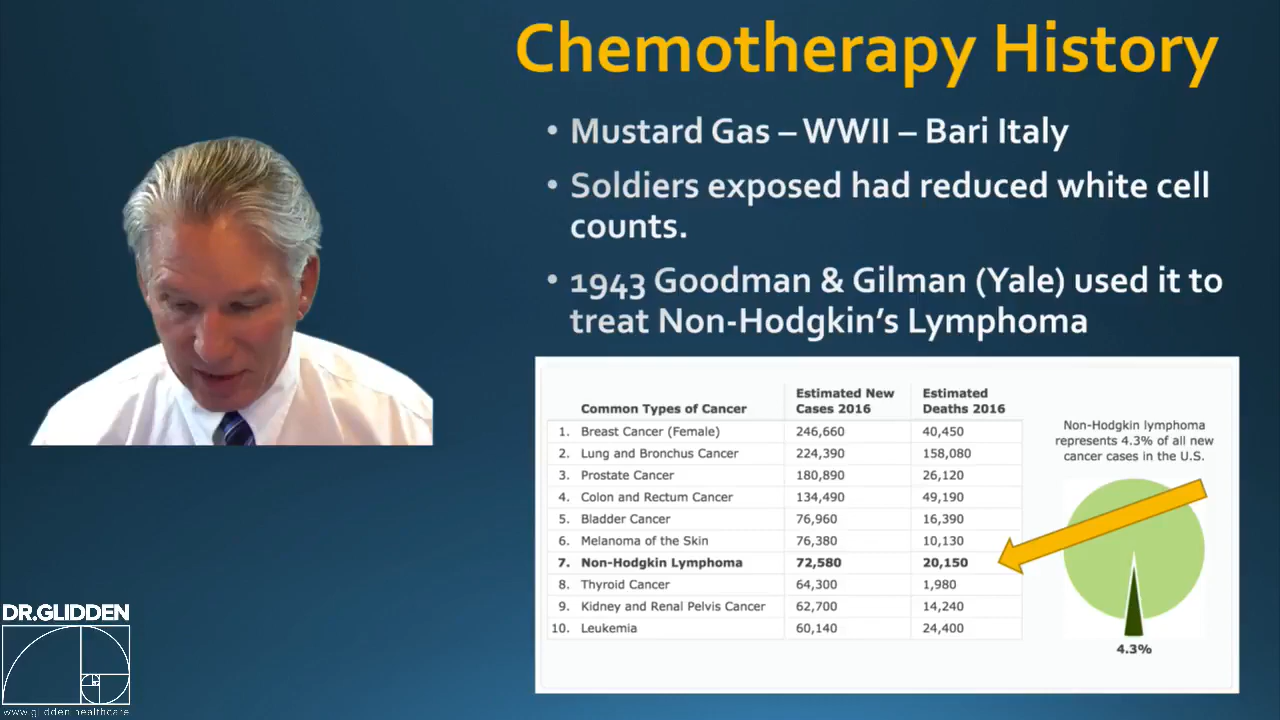 Chemotherapy History
• Mustard Gas – WWII – Bari Italy
• Soldiers exposed had reduced white cell
counts.
• 1943 Goodman & Gilman (Yale) used it to
treat Non-Hodgkin’s Lymphoma
Common Types of Cancer Estimated New Cases 2016 Estimated Deaths 2016
1. Breast Cancer (Female) 246,660 40,450
2. Lung and Bronchus Cancer 224,390 158,080
3. Prostate Cancer 180,890 26,120
4. Colon and Rectum Cancer 134,490 49,190
5. Bladder Cancer 76,960 16,390
6. Melanoma of the Skin 76,380 10,130
7. Non-Hodgkin Lymphoma 72,580 20,150
8. Thyroid Cancer 64,300 1,980
9. Kidney and Renal Pelvis Cancer 62,700 14,240
10. Leukemia 60,140 24,400
Non-Hodgkin lymphoma
represents 4.3% of all new
cancer cases in the U.S.
4.3%
DR.GLIDDEN
www.glidden.healthcare